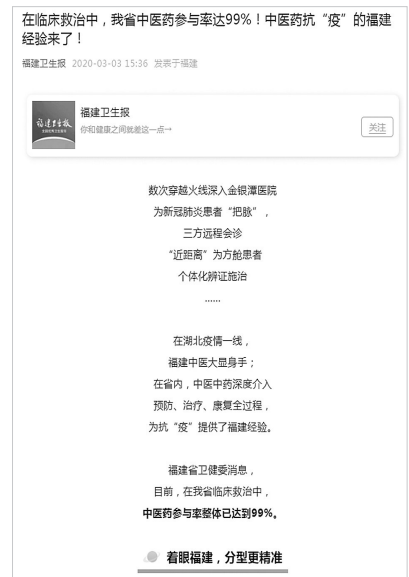 在临床救治中，我省中医药参与率达99%！中医药抗“疫”的福建
经验来了！
福建卫生报 2020-03-03 15:36 发表于福建
福建卫生报
福建卫生报
你和健康之间就差这一点→
关注
数次穿越火线深入金银潭医院
为新冠肺炎患者“把脉”，
三方远程会诊
“近距离”为方舱患者
个体化辨证施治
······
在湖北疫情一线，
福建中医大显身手；
在省内，中医中药深度介入
预防、治疗、康复全过程，
为抗“疫”提供了福建经验。
福建省卫健委消息，
目前，在我省临床救治中，
中医药参与率整体已达到99%。
着眼福建，分型更精准